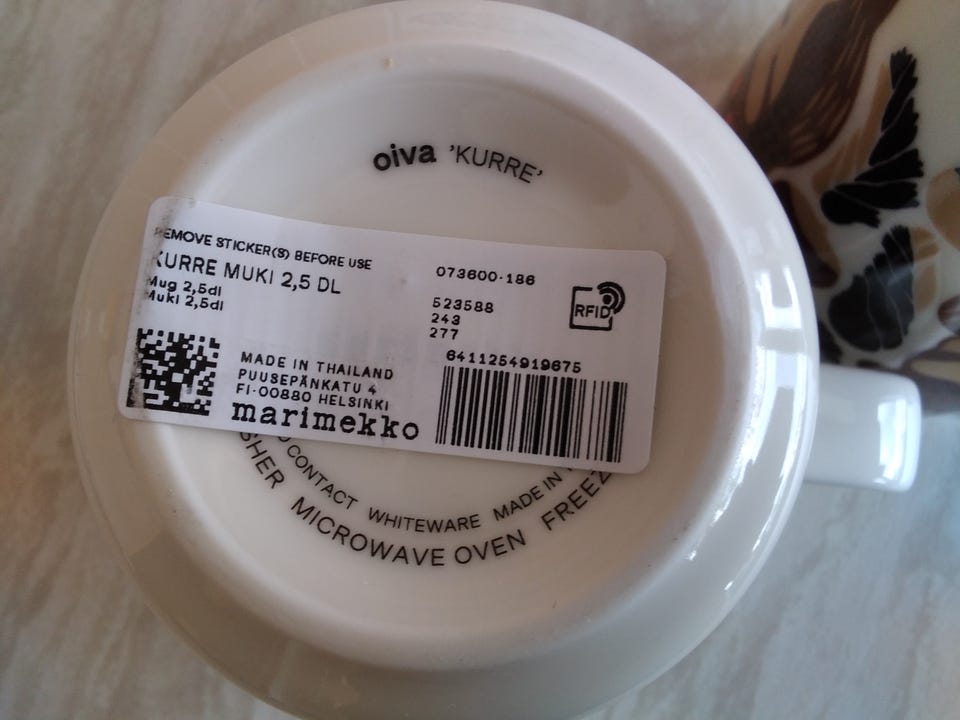 oiva 'KURRE'
REMOVE STICKER(S) BEFORE USE
KURRE MUKI 2,5 DL
Mug 2,5dl
Muki 2,5dl
073600-186
523588
243
277
RFID
6411254919675
MADE IN THAILAND
PUUSEPÄNKATU 4
FI-00880 HELSINKI
marimekko
CONTACT WHITEWARE MADE IN
MICROWAVE OVEN